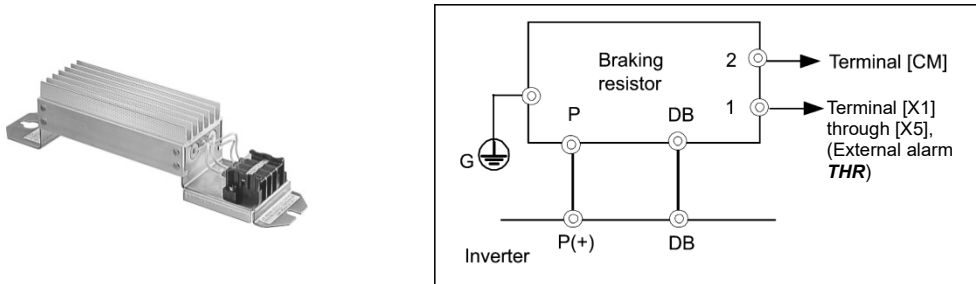 Braking
resistor
2
Terminal [CM]
1
Terminal [X1]
through [X5],
(External alarm
THR)
P
DB
G
P(+)
DB
Inverter